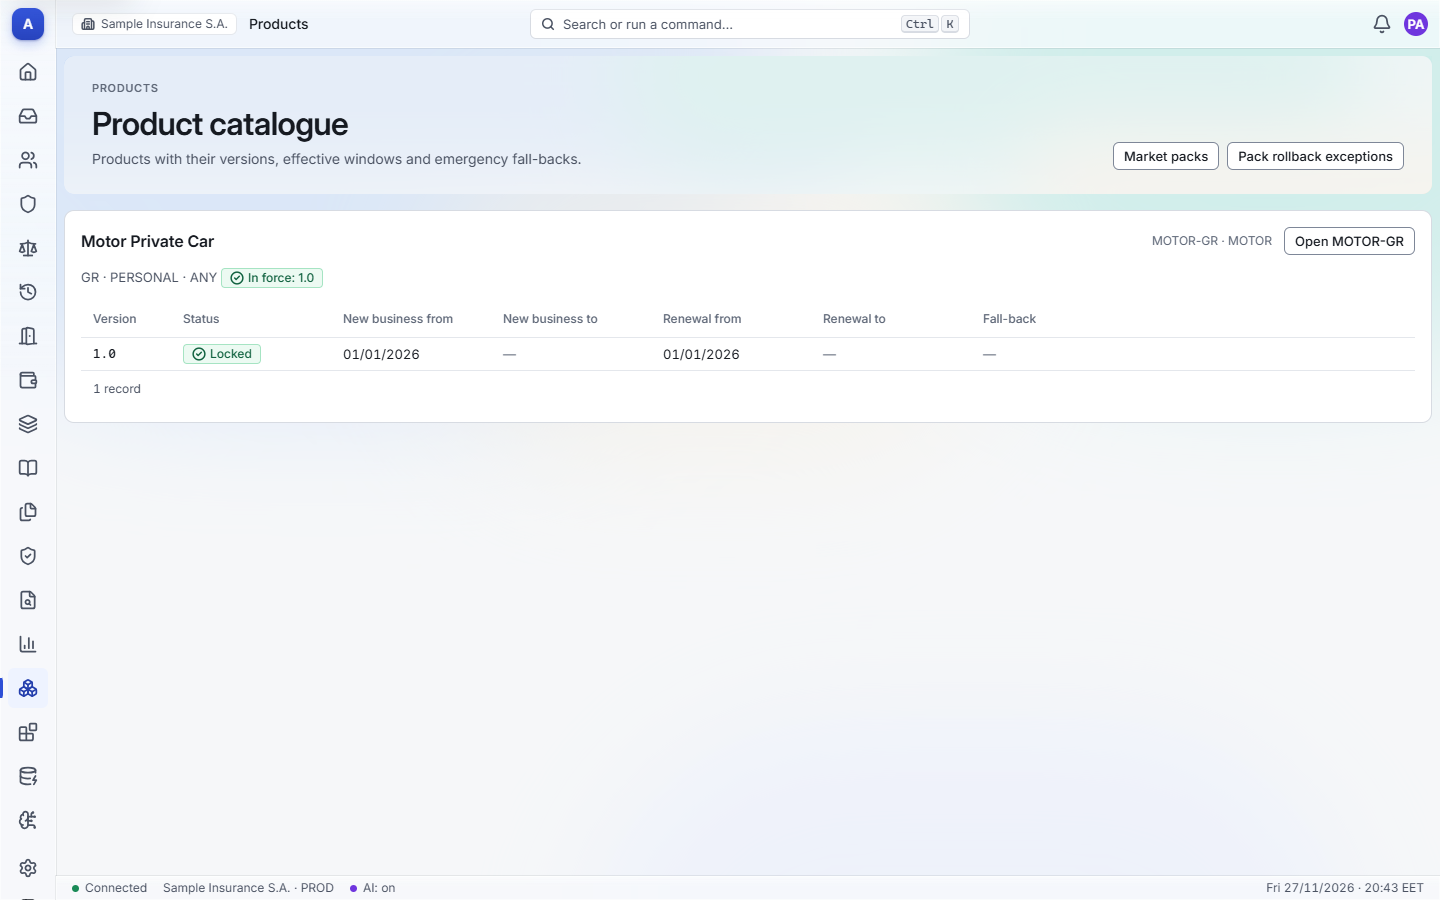 A
Sample Insurance S.A.
Products
Search or run a command...
Ctrl K
PA
PRODUCTS
Product catalogue
Products with their versions, effective windows and emergency fall-backs.
Market packs
Pack rollback exceptions
Motor Private Car
MOTOR-GR · MOTOR
Open MOTOR-GR
GR · PERSONAL · ANY
In force: 1.0
Version Status New business from New business to Renewal from Renewal to Fall-back
1.0 Locked 01/01/2026 — 01/01/2026 — —
1 record
Connected
Sample Insurance S.A. · PROD
AI: on
Fri 27/11/2026 · 20:43 EET